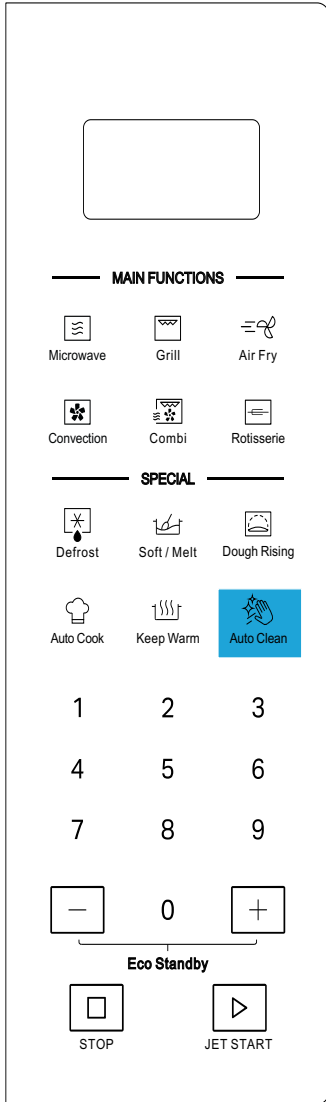 MAIN FUNCTIONS
Microwave Grill Air Fry
Convection Combi Rotisserie
SPECIAL
Defrost Soft / Melt Dough Rising
Auto Cook Keep Warm Auto Clean
1 2 3
4 5 6
7 8 9
− 0 +
Eco Standby
STOP JET START